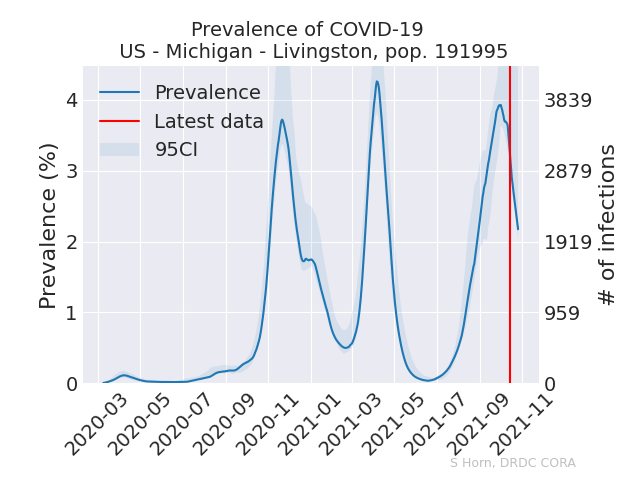 Prevalence of COVID-19
US - Michigan - Livingston, pop. 191995
Prevalence
Latest data
95CI
Prevalence (%)
4
3
2
1
0
# of infections
3839
2879
1919
959
0
2020-03
2020-05
2020-07
2020-09
2020-11
2021-01
2021-03
2021-05
2021-07
2021-09
2021-11
S Horn, DRDC CORA